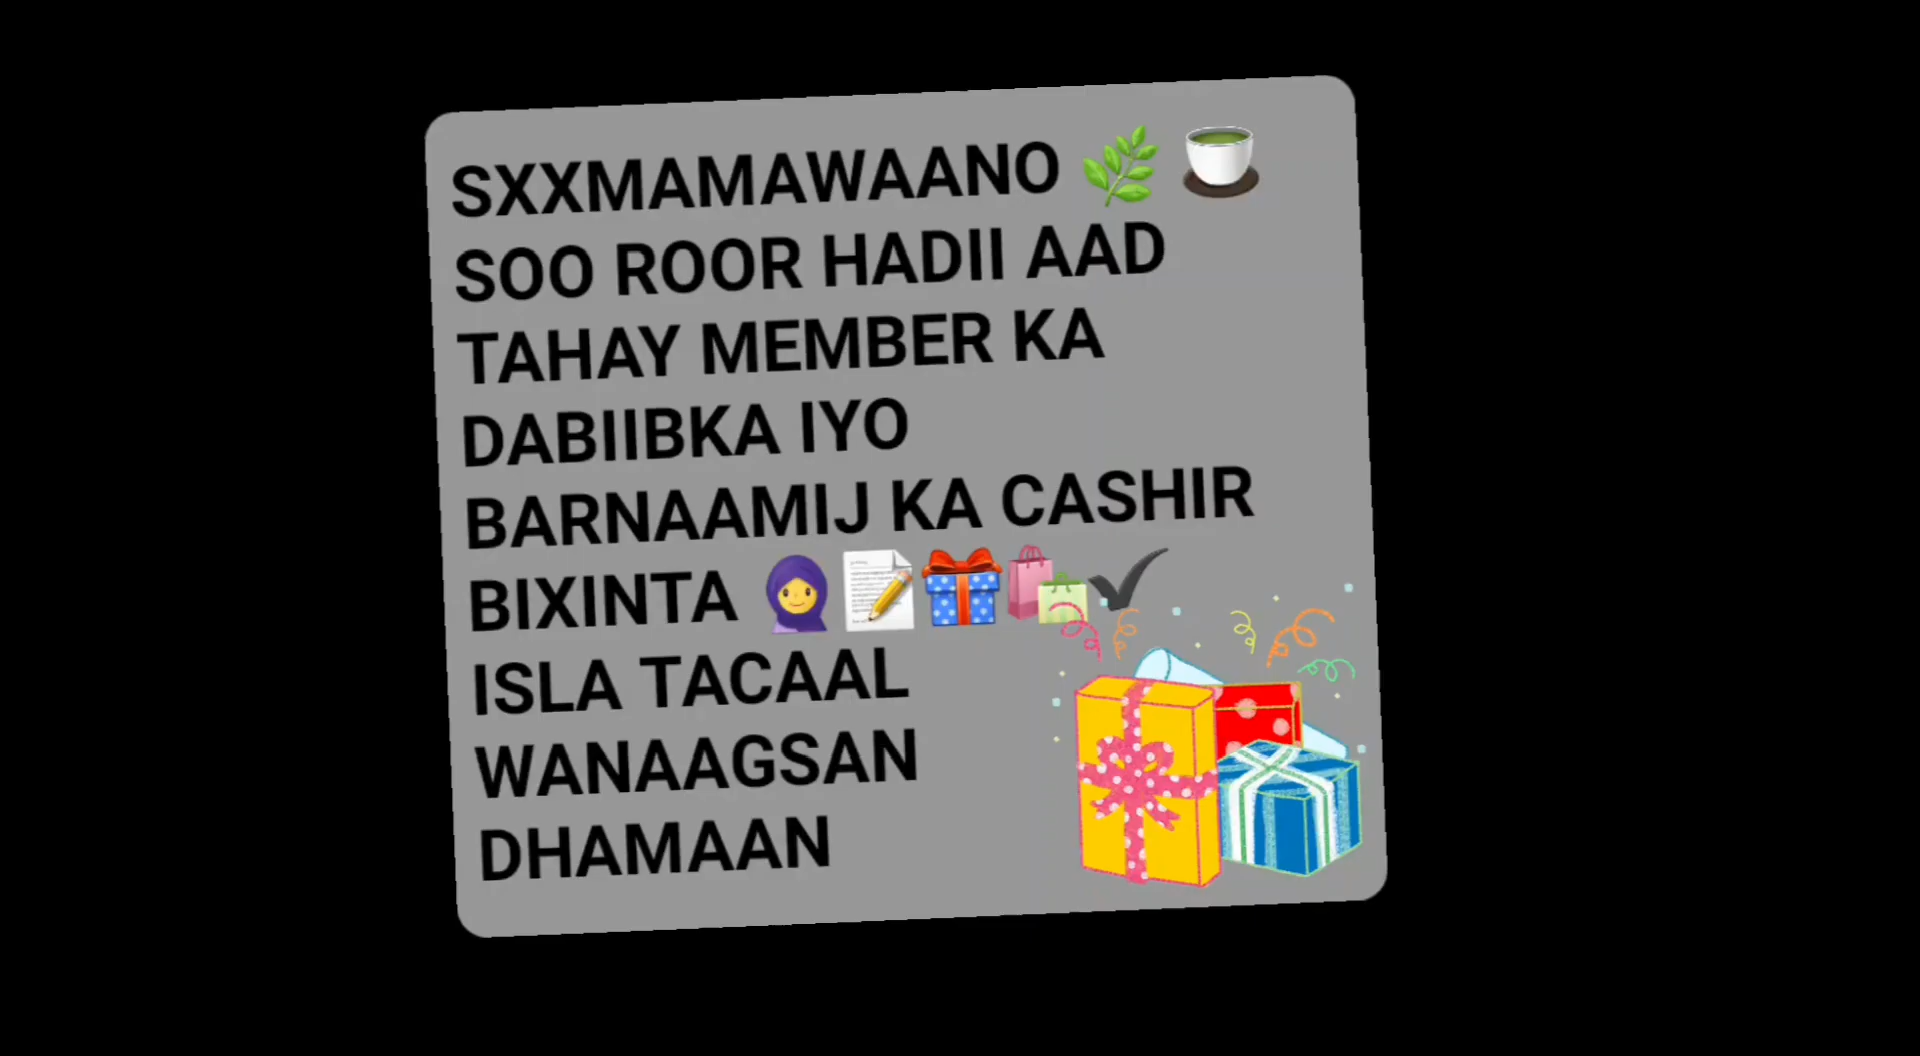 SXXMAMAWAANO 🌿 🍵
SOO ROOR HADII AAD
TAHAY MEMBER KA
DABIIBKA IYO
BARNAAMIJ KA CASHIR
BIXINTA 🧕📝🎁🛍✔
ISLA TACAAL
WANAAGSAN
DHAMAAN